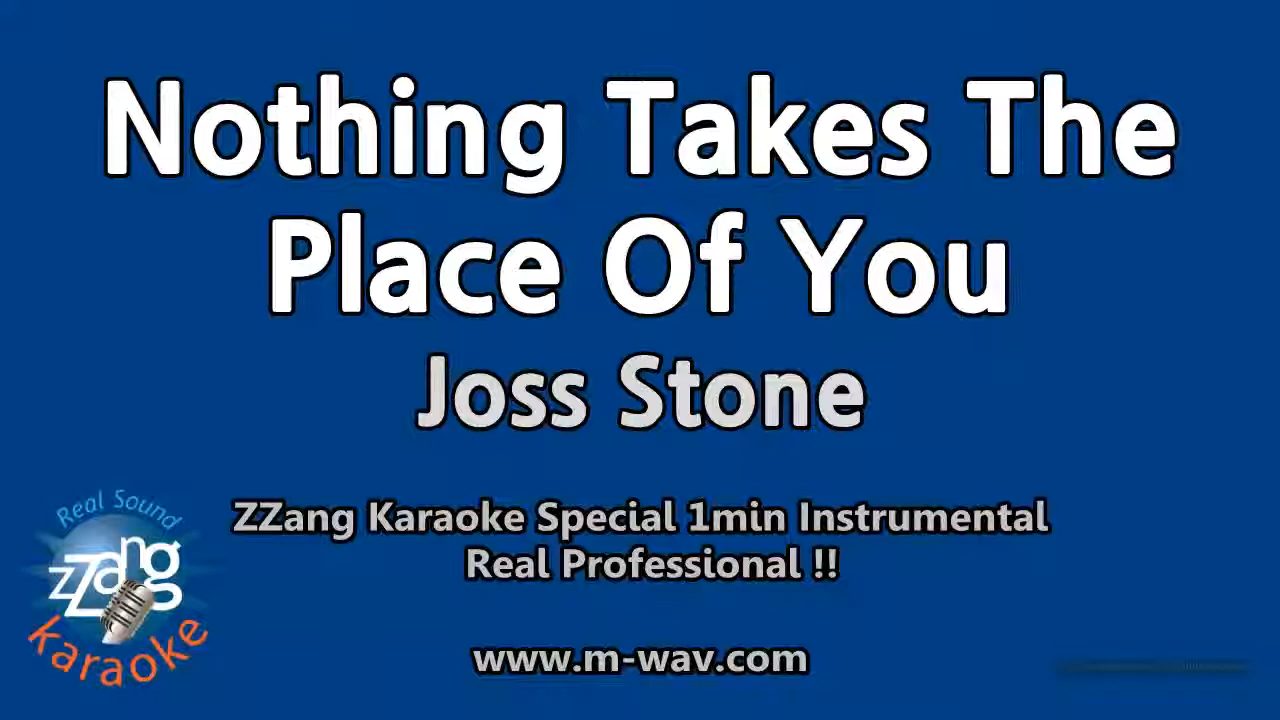 Nothing Takes The
Place Of You
Joss Stone
ZZang Karaoke Special 1min Instrumental
Real Professional !!
Real Sound
zZang
karaoke
www.m-wav.com